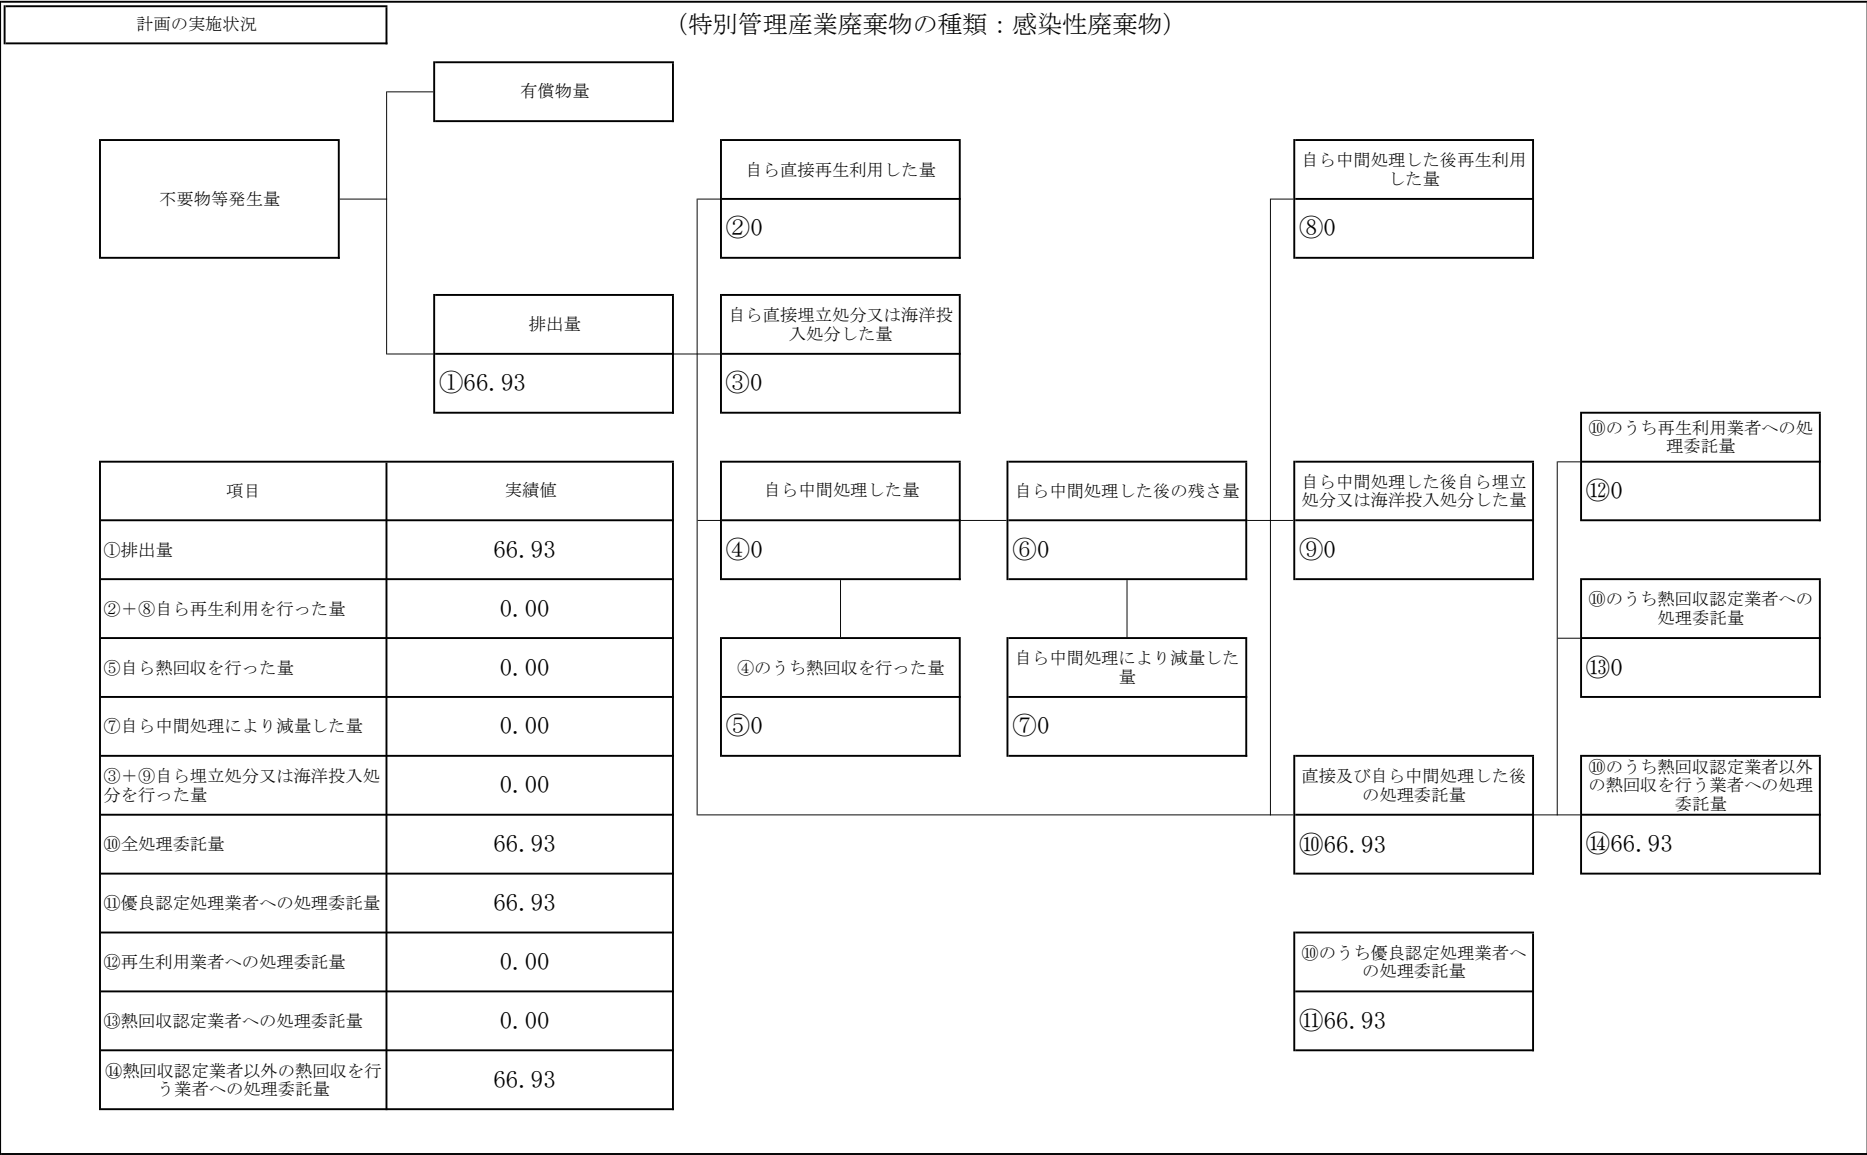 計画の実施状況
（特別管理産業廃棄物の種類：感染性廃棄物）
有償物量
不要物等発生量
排出量
①66.93
自ら直接再生利用した量
②0
自ら直接埋立処分又は海洋投
入処分した量
③0
自ら中間処理した後再生利用
した量
⑧0
自ら中間処理した量
④0
自ら中間処理した後の残さ量
⑥0
自ら中間処理した後自ら埋立
処分又は海洋投入処分した量
⑨0
⑩のうち再生利用業者への処
理委託量
⑫0
④のうち熱回収を行った量
⑤0
自ら中間処理により減量した
量
⑦0
⑩のうち熱回収認定業者への
処理委託量
⑬0
直接及び自ら中間処理した後
の処理委託量
⑩66.93
⑩のうち熱回収認定業者以外
の熱回収を行う業者への処理
委託量
⑭66.93
⑩のうち優良認定処理業者へ
の処理委託量
⑪66.93
項目 実績値
①排出量 66.93
②＋⑧自ら再生利用を行った量 0.00
⑤自ら熱回収を行った量 0.00
⑦自ら中間処理により減量した量 0.00
③＋⑨自ら埋立処分又は海洋投入処
分を行った量 0.00
⑩全処理委託量 66.93
⑪優良認定処理業者への処理委託量 66.93
⑫再生利用業者への処理委託量 0.00
⑬熱回収認定業者への処理委託量 0.00
⑭熱回収認定業者以外の熱回収を行
う業者への処理委託量 66.93